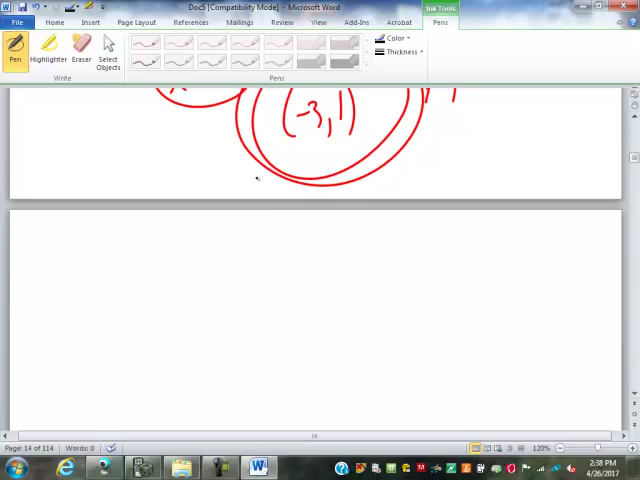 Doc5 [Compatibility Mode] - Microsoft Word
Ink Tools
File Home Insert Page Layout References Mailings Review View Add-Ins Acrobat Pens
Pen Highlighter Eraser Select Objects
Color
Thickness
Write
Pens
(-3, 1)
Page: 14 of 114 Words: 0
120%
2:38 PM
4/26/2017